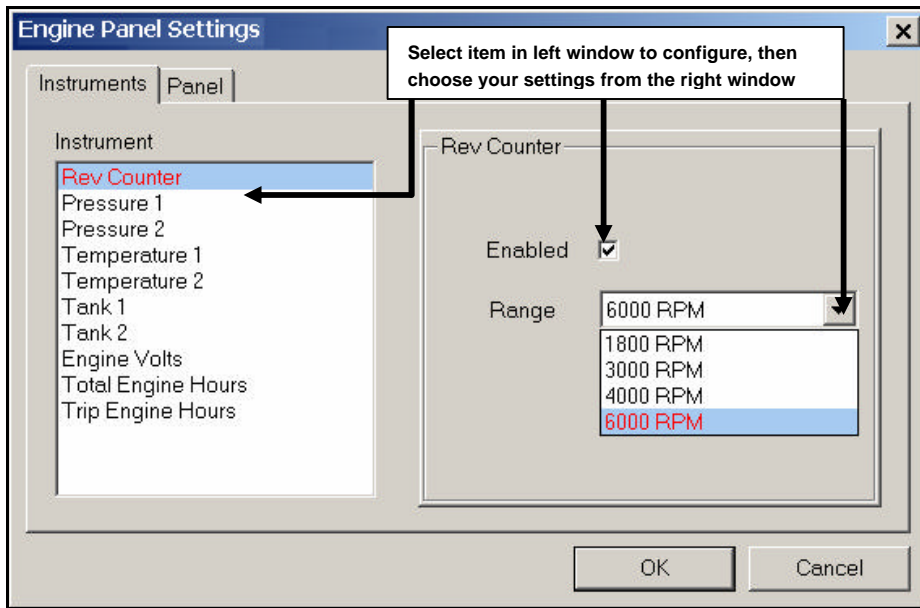 Engine Panel Settings
Select item in left window to configure, then
choose your settings from the right window
Instruments
Panel
Instrument
Rev Counter
Pressure 1
Pressure 2
Temperature 1
Temperature 2
Tank 1
Tank 2
Engine Volts
Total Engine Hours
Trip Engine Hours
Rev Counter
Enabled
Range
6000 RPM
1800 RPM
3000 RPM
4000 RPM
6000 RPM
OK
Cancel